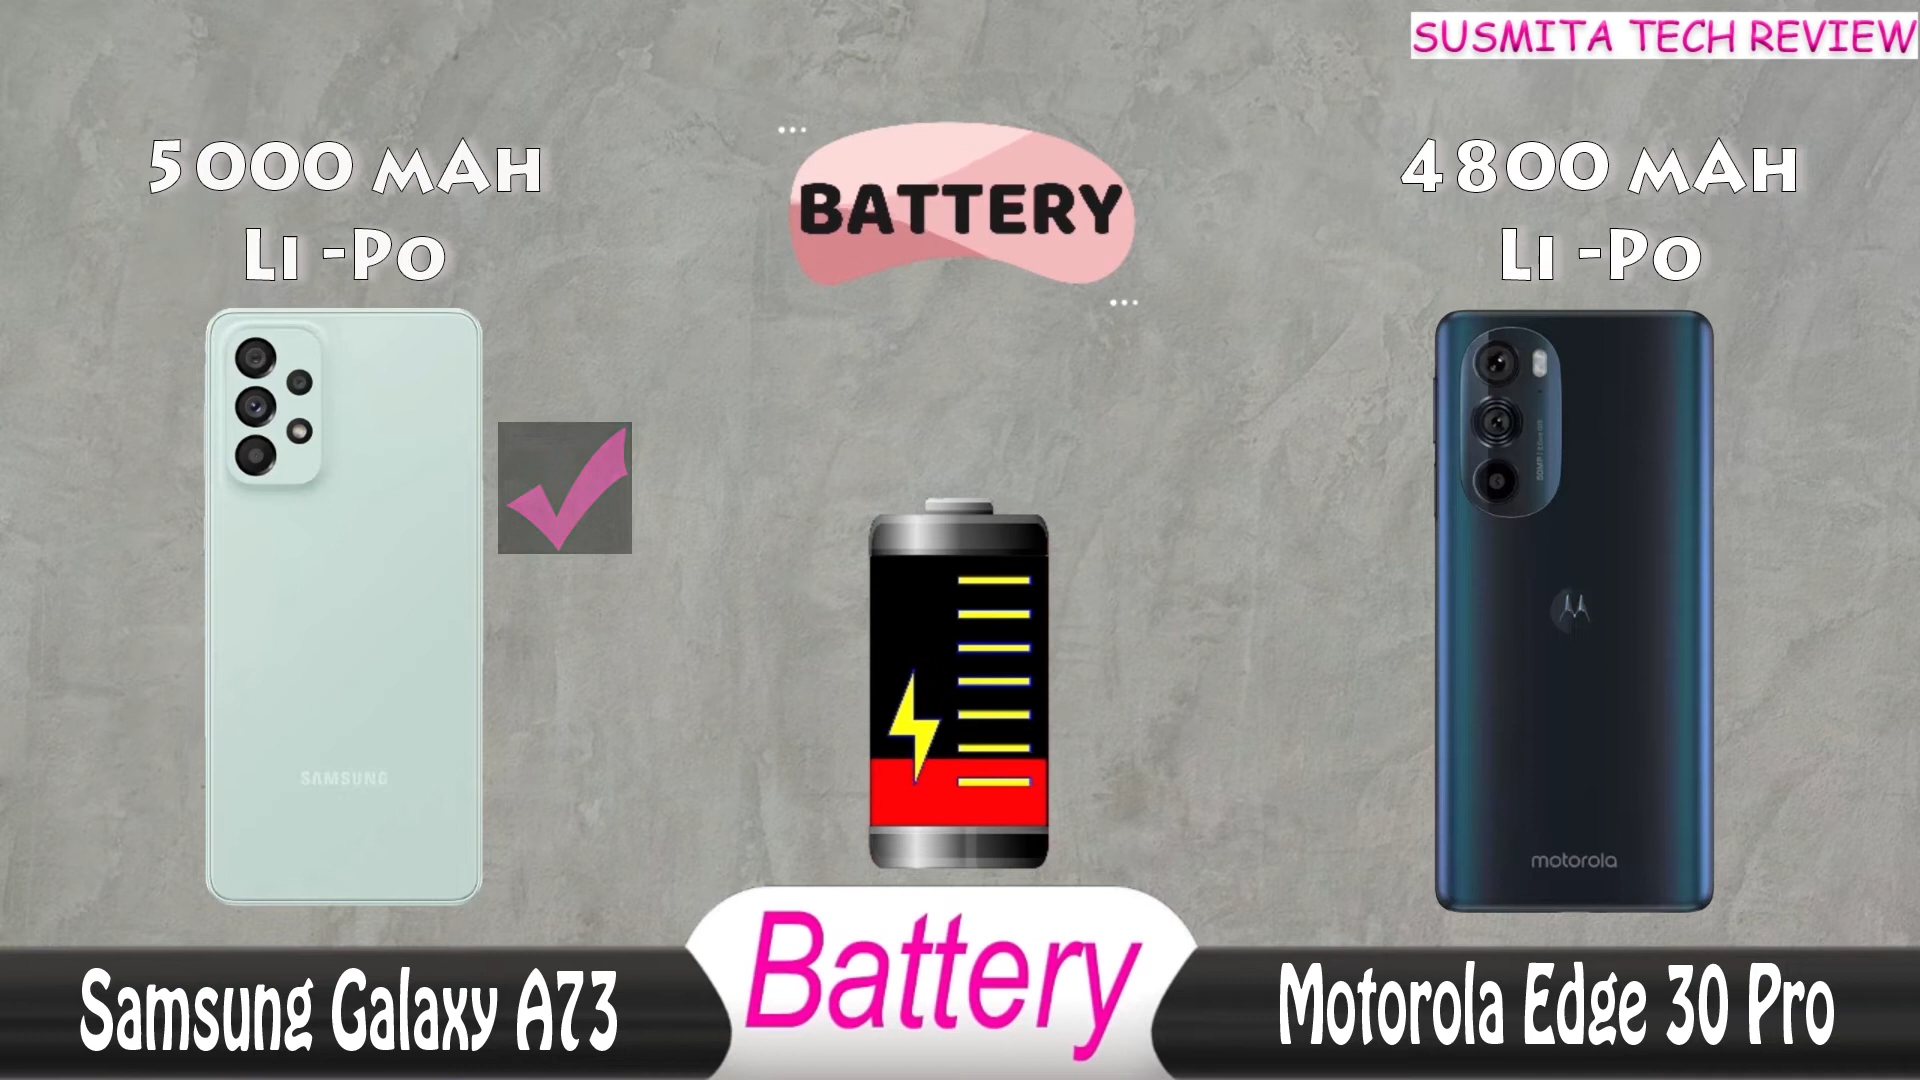 SUSMITA TECH REVIEW
5000 mAh
Li -Po
BATTERY
4800 mAh
Li -Po
SAMSUNG
motorola
Samsung Galaxy A73
Battery
Motorola Edge 30 Pro